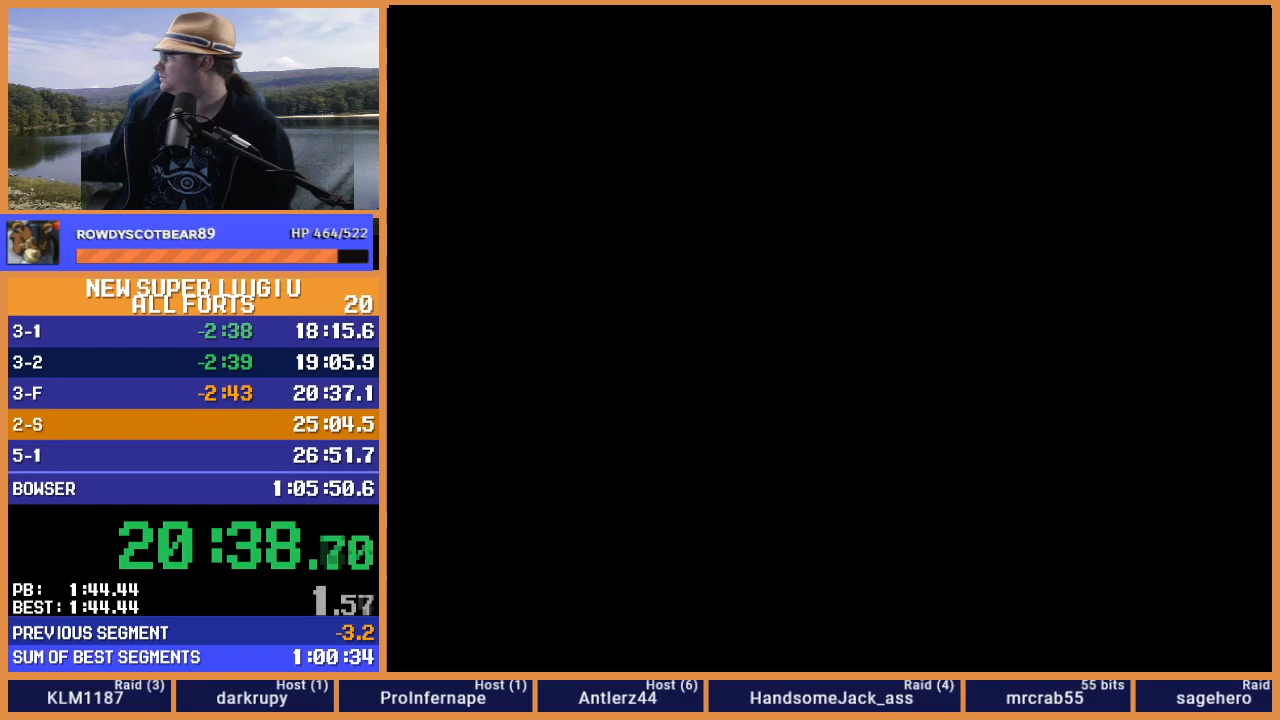 ROWDYSCOTBEAR89 HP 464/522
NEW SUPER LUIGI U
ALL FORTS 20
3-1 -2:38 18:15.6
3-2 -2:39 19:05.9
3-F -2:43 20:37.1
2-S 25:04.5
5-1 26:51.7
BOWSER 1:05:50.6
20:38.70
PB: 1:44.44
BEST: 1:44.44
1.57
PREVIOUS SEGMENT -3.2
SUM OF BEST SEGMENTS 1:00:34
Raid (3) Host (1) Host (1) Host (6) Raid (4) 55 bits Raid
KLM1187 darkrupy ProInfernape Antlerz44 HandsomeJack_ass mrcrab55 sagehero